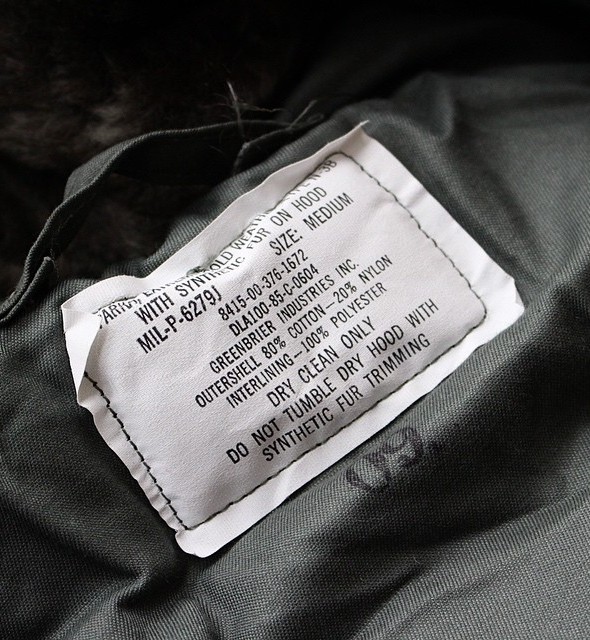 WITH SYNTHETIC FUR ON HOOD
MIL-P-6279J SIZE: MEDIUM
8415-00-376-1672
DLA100-85-C-0604
GREENBRIER INDUSTRIES INC.
OUTERSHELL 80% COTTON-20% NYLON
INTERLINING-100% POLYESTER
DRY CLEAN ONLY
DO NOT TUMBLE DRY HOOD WITH
SYNTHETIC FUR TRIMMING